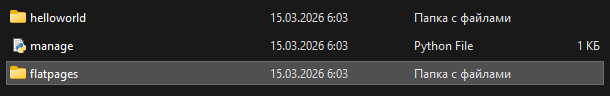 helloworld 15.03.2026 6:03 Папка с файлами
manage 15.03.2026 6:03 Python File 1 КБ
flatpages 15.03.2026 6:03 Папка с файлами